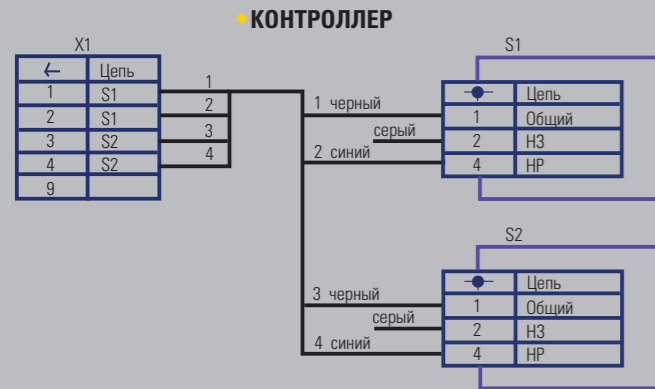 КОНТРОЛЛЕР
X1
Цепь
1 S1
2 S1
3 S2
4 S2
9
1
2
3
4
1 черный
серый
2 синий
3 черный
серый
4 синий
S1
Цепь
1 Общий
2 НЗ
4 НР
S2
Цепь
1 Общий
2 НЗ
4 НР